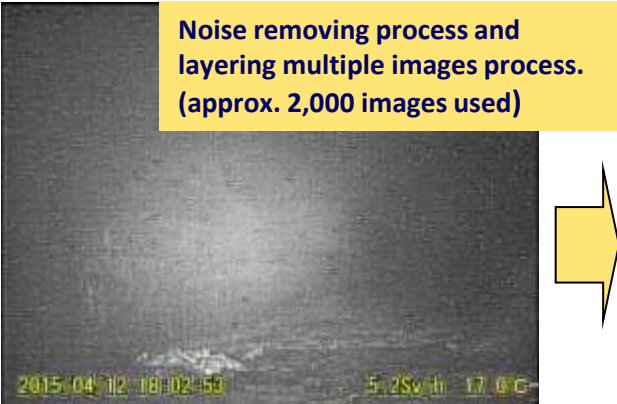 Noise removing process and
layering multiple images process.
(approx. 2,000 images used)
2015/04/12 18:02:53 5.2Sv/h 17.0℃